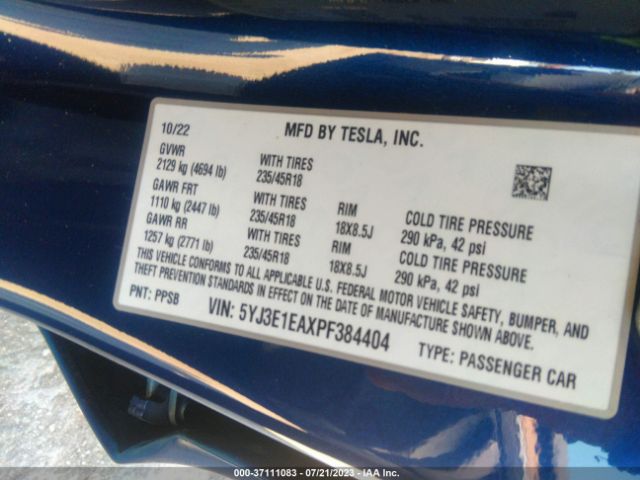 10/22 MFD BY TESLA, INC.
GVWR
2129 kg (4694 lb) WITH TIRES
235/45R18
GAWR FRT
1110 kg (2447 lb) WITH TIRES
235/45R18 RIM
18X8.5J COLD TIRE PRESSURE
290 kPa, 42 psi
GAWR RR
1257 kg (2771 lb) WITH TIRES
235/45R18 RIM
18X8.5J COLD TIRE PRESSURE
290 kPa, 42 psi
THIS VEHICLE CONFORMS TO ALL APPLICABLE U.S. FEDERAL MOTOR VEHICLE SAFETY, BUMPER, AND
THEFT PREVENTION STANDARDS IN EFFECT ON THE DATE OF MANUFACTURE SHOWN ABOVE.
PNT: PPSB VIN: 5YJ3E1EAXPF384404 TYPE: PASSENGER CAR
000-37111083 / 07/21/2023 - IAA Inc.